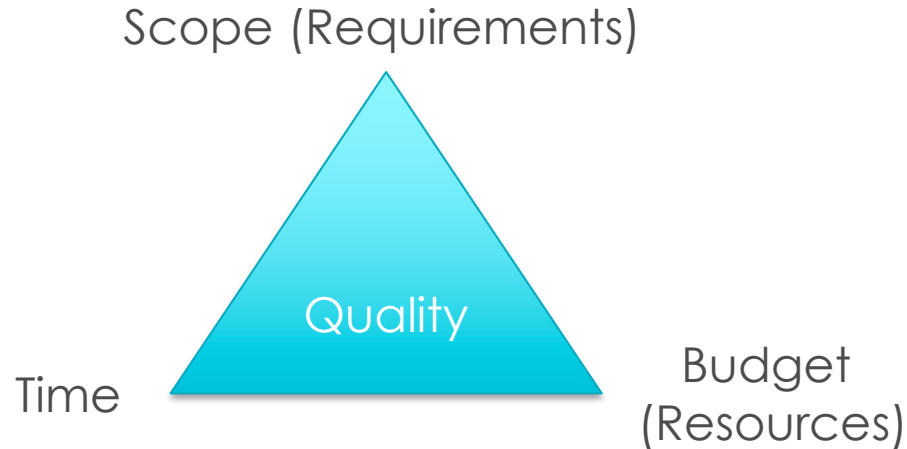 Scope (Requirements)
Quality
Time
Budget
(Resources)